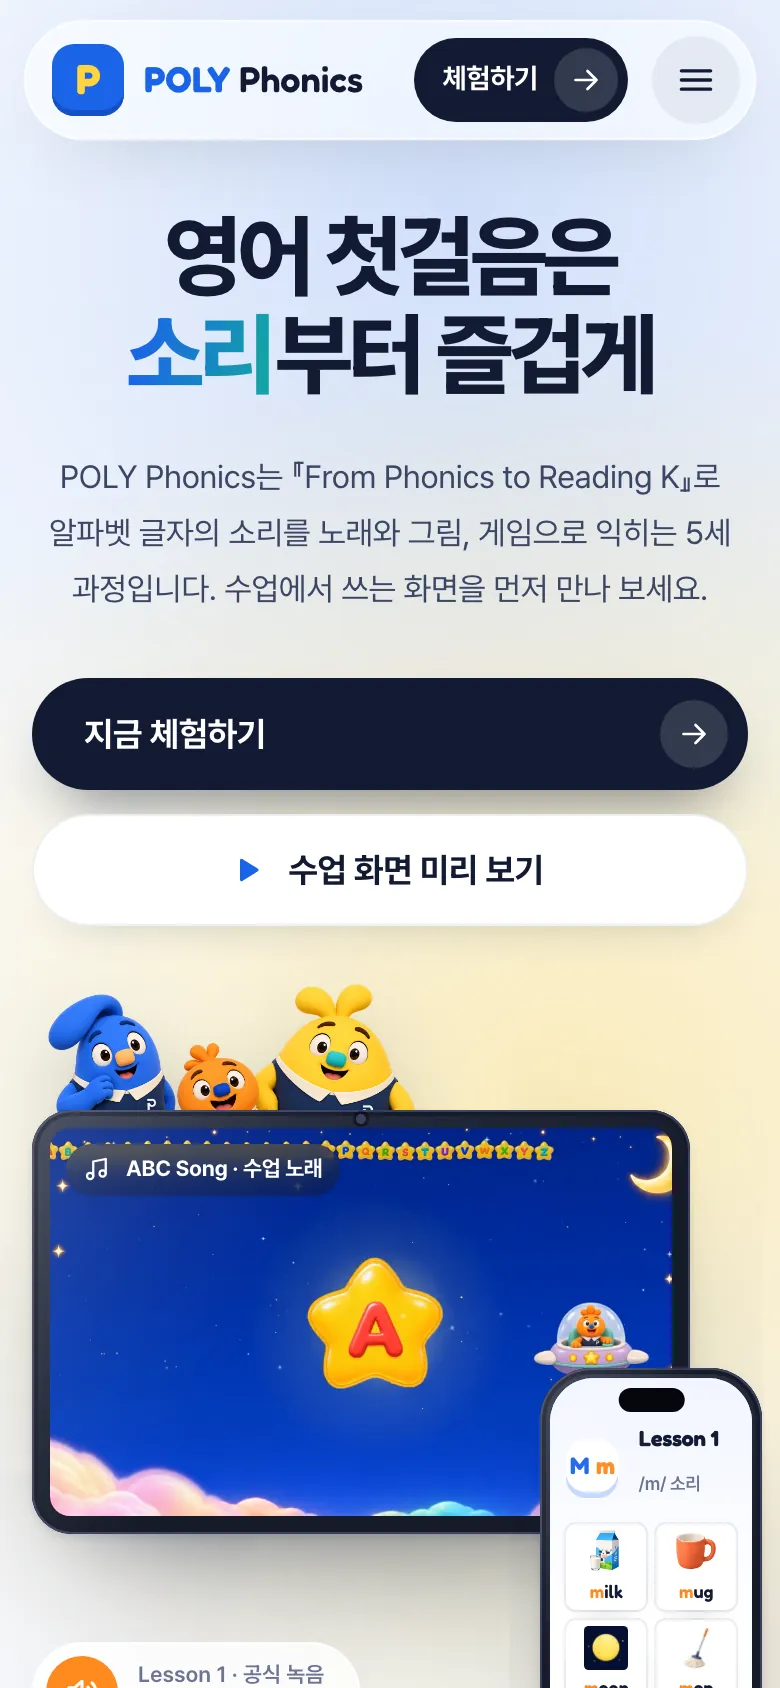 P
POLY Phonics
체험하기
영어 첫걸음은
소리부터 즐겁게
POLY Phonics는 『From Phonics to Reading K』로
알파벳 글자의 소리를 노래와 그림, 게임으로 익히는 5세
과정입니다. 수업에서 쓰는 화면을 먼저 만나 보세요.
지금 체험하기
수업 화면 미리 보기
P Q R S T U V W X Y Z
ABC Song · 수업 노래
A
Lesson 1
M m
/m/ 소리
milk
mug
moon
mop
Lesson 1 · 공식 녹음